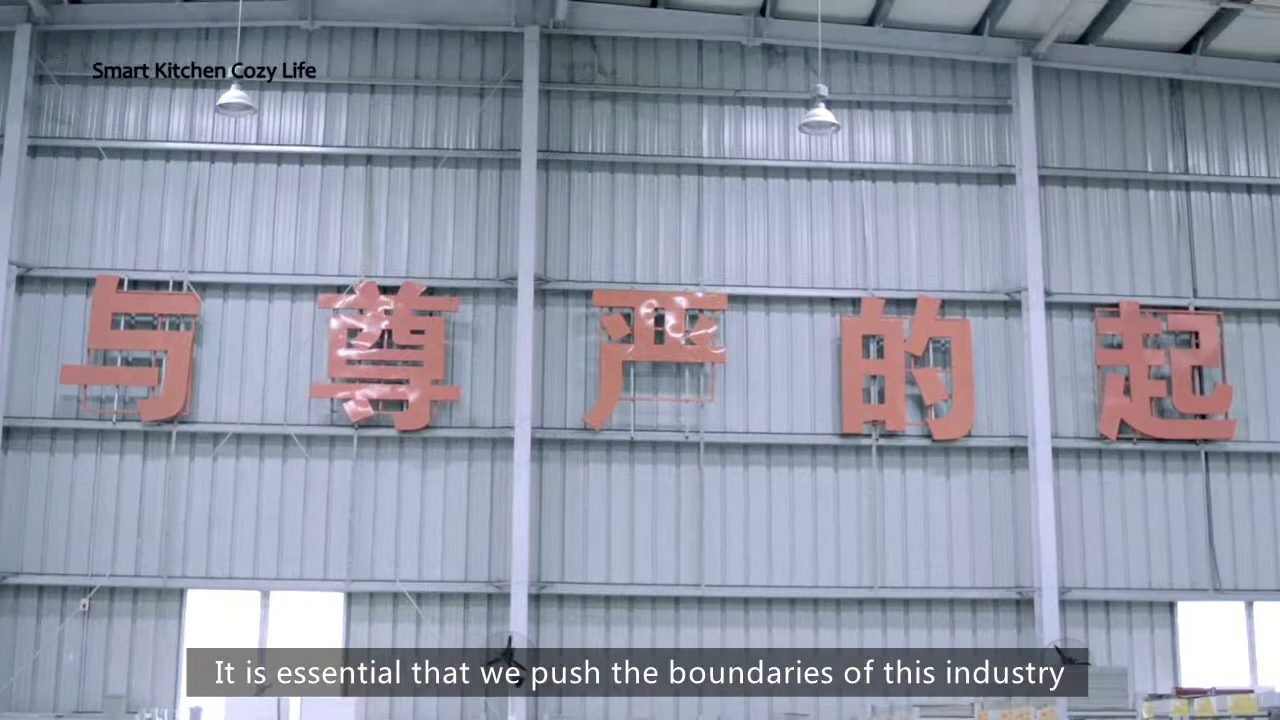 Smart Kitchen Cozy Life
与尊严的起
It is essential that we push the boundaries of this industry